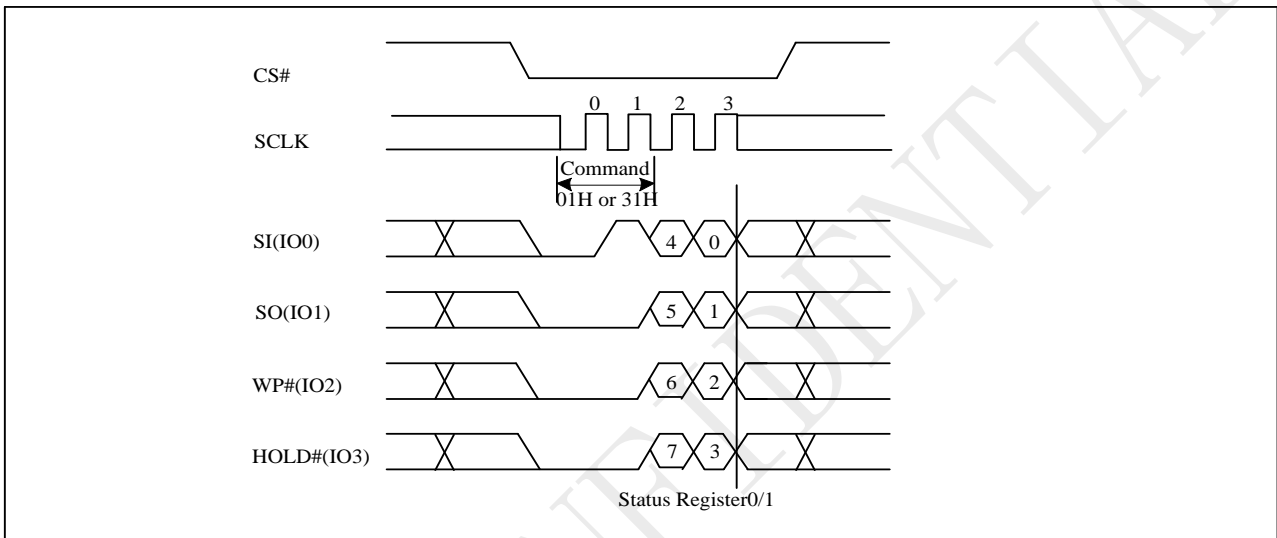 CS#
0 1 2 3
SCLK
Command
01H or 31H
SI(IO0)
4 0
SO(IO1)
5 1
WP#(IO2)
6 2
HOLD#(IO3)
7 3
Status Register0/1